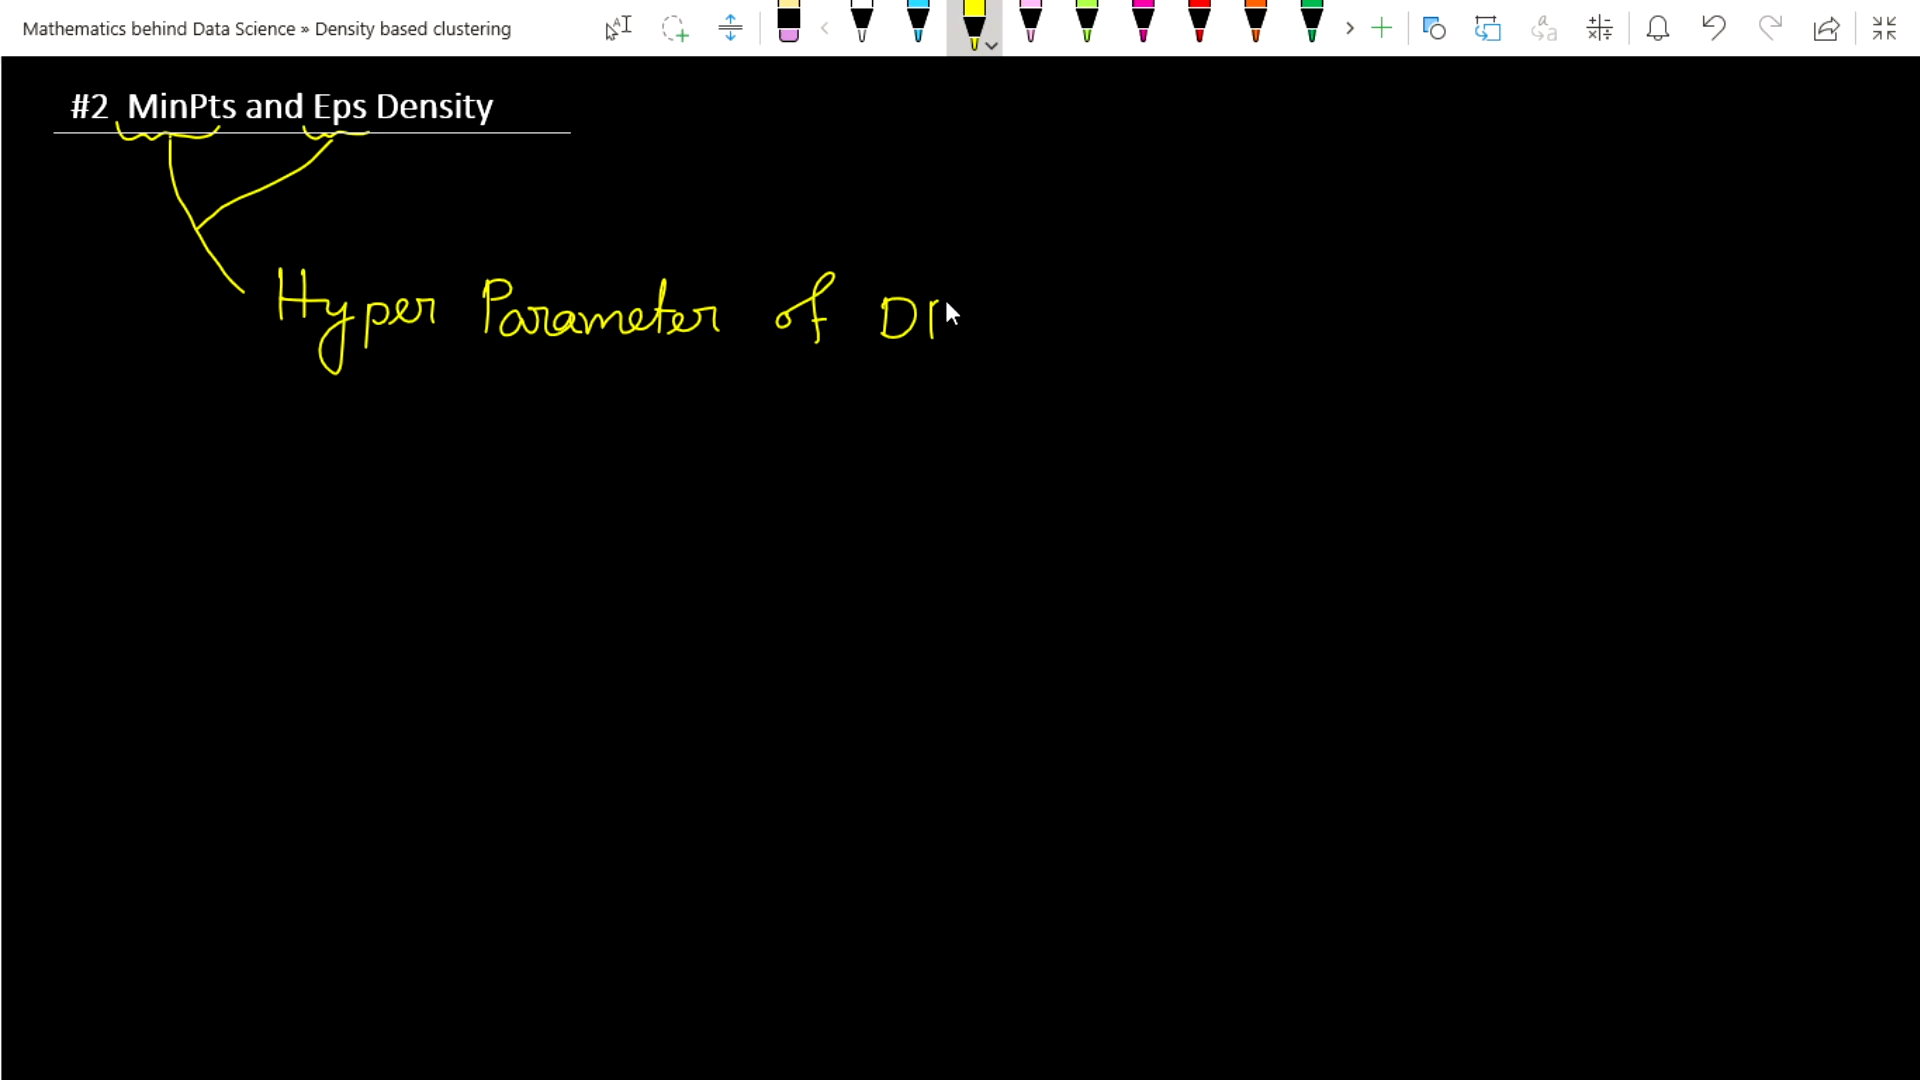 Mathematics behind Data Science » Density based clustering
#2 MinPts and Eps Density
Hyper Parameter of